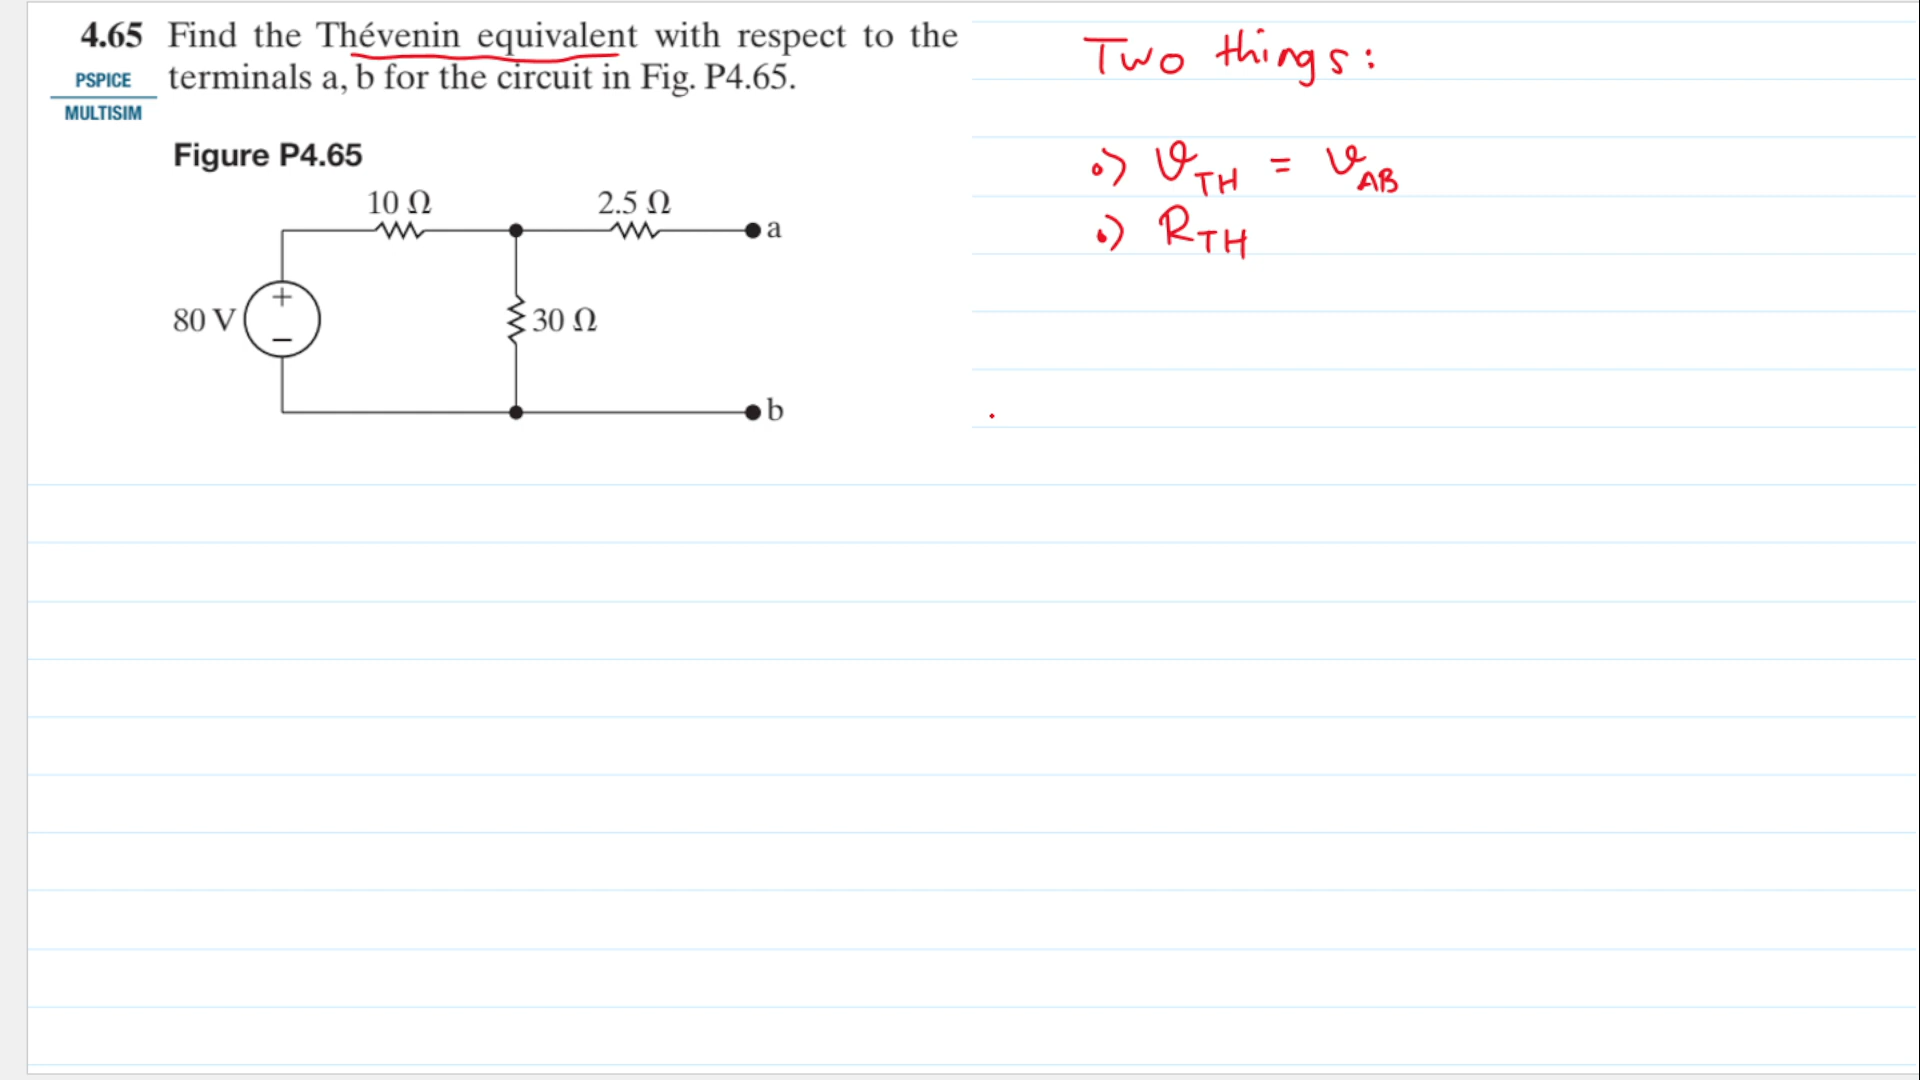 4.65 Find the Thévenin equivalent with respect to the
PSPICE terminals a, b for the circuit in Fig. P4.65.
MULTISIM
Figure P4.65
10 Ω 2.5 Ω
a
+
80 V 30 Ω
−
b
Two things:
•) V_TH = V_AB
•) R_TH